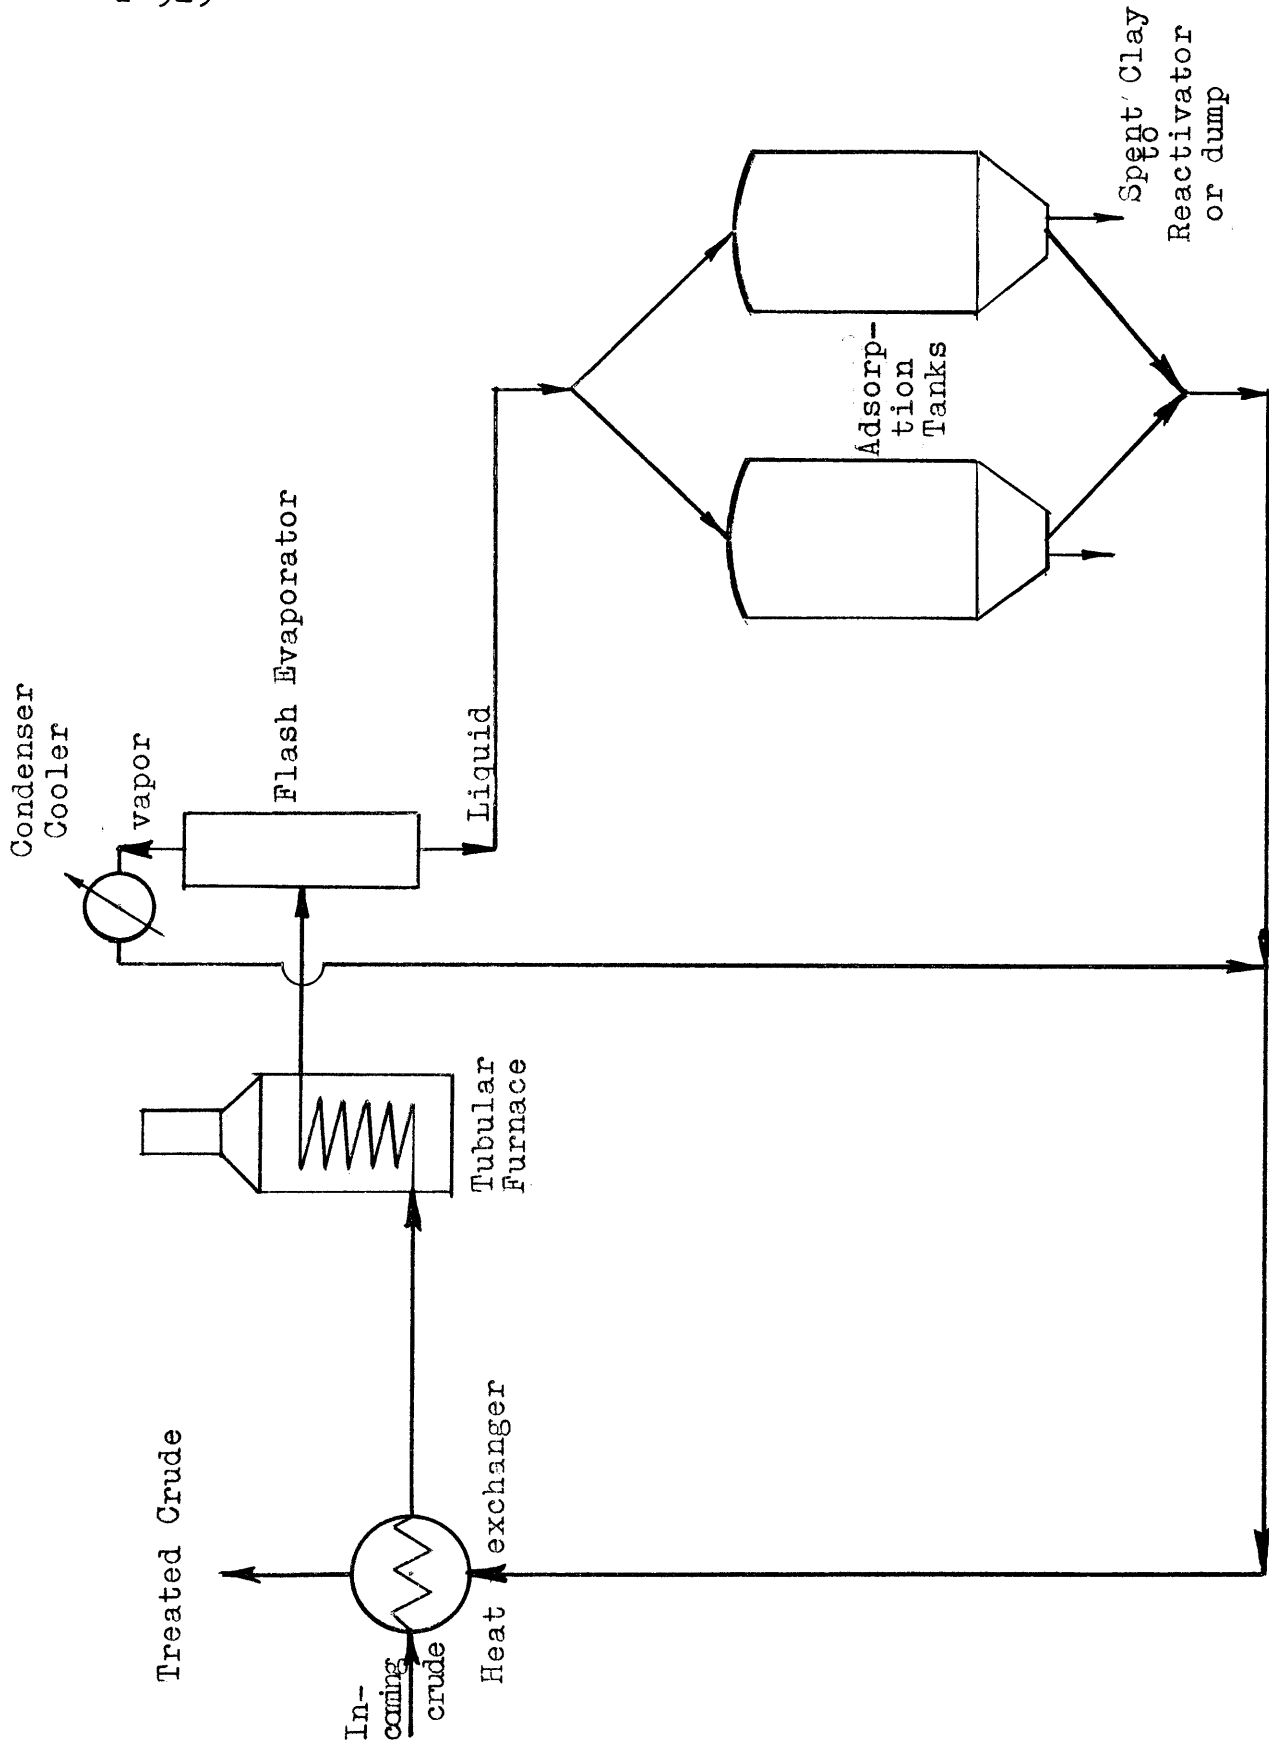 Condenser
Cooler
vapor
Flash Evaporator
Liquid
Treated Crude
In-
coming
crude
Heat exchanger
Tubular
Furnace
Adsorp-
tion
Tanks
Spent Clay
to
Reactivator
or dump